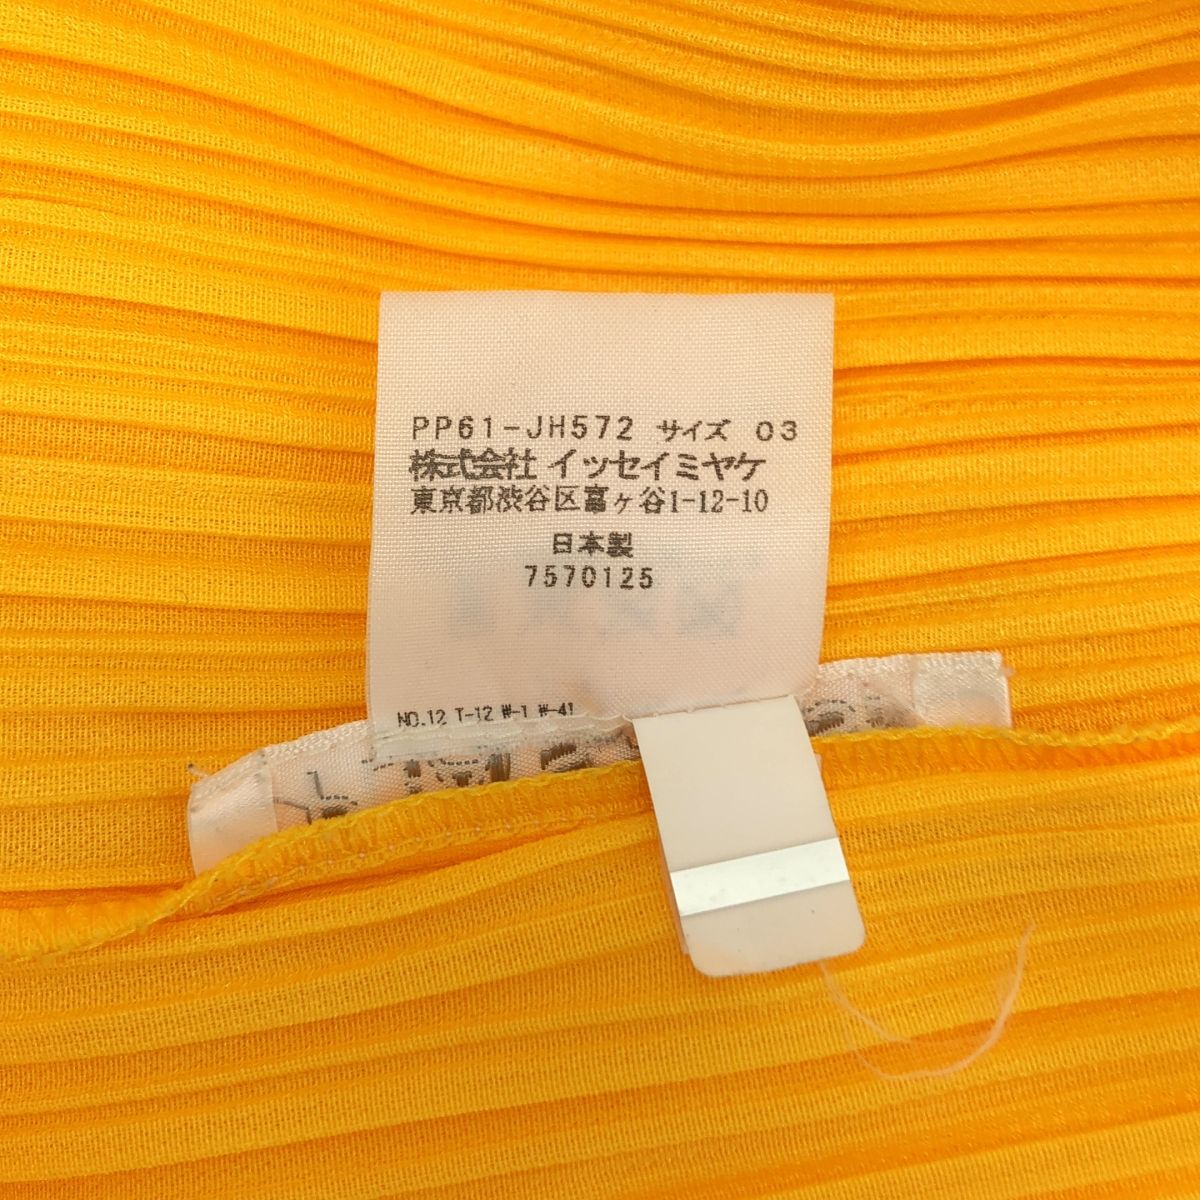 PP61-JH572 サイズ 03
株式会社 イッセイミヤケ
東京都渋谷区富ヶ谷1-12-10
日本製
7570125
NO.12 T-12 W-1 W-41